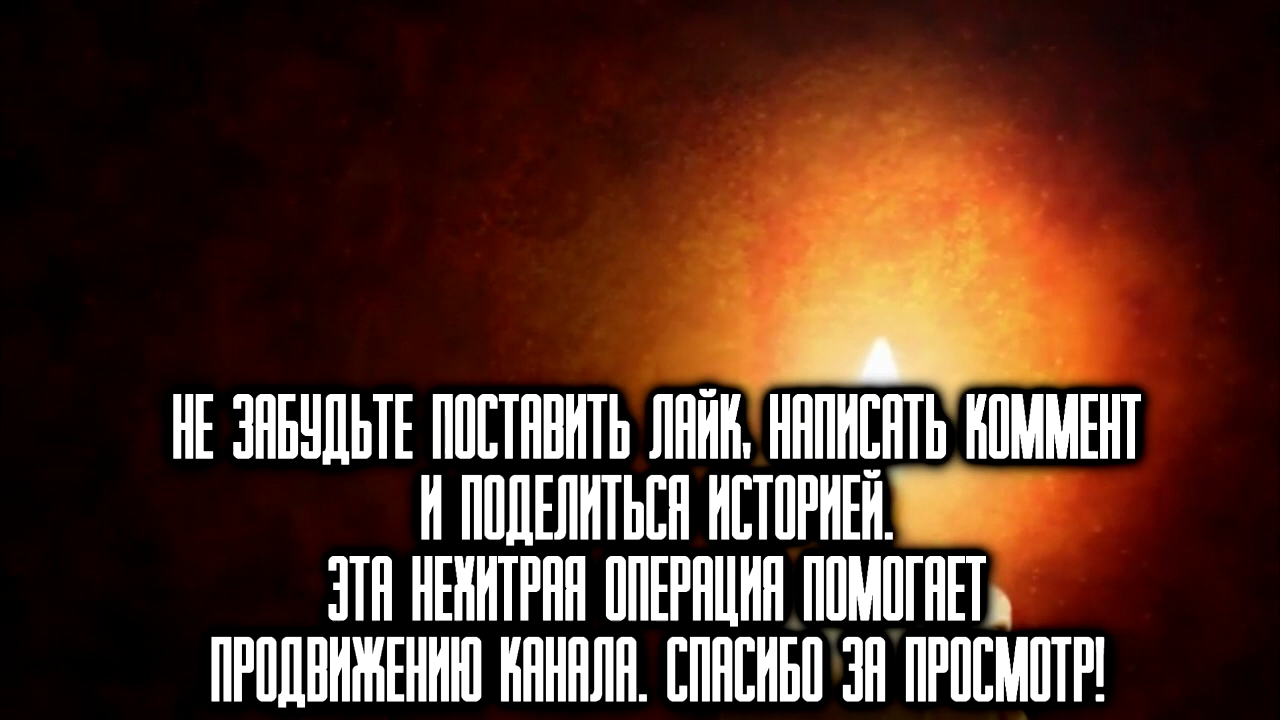 НЕ ЗАБУДЬТЕ ПОСТАВИТЬ ЛАЙК, НАПИСАТЬ КОММЕНТ
И ПОДЕЛИТЬСЯ ИСТОРИЕЙ.
ЭТА НЕХИТРАЯ ОПЕРАЦИЯ ПОМОГАЕТ
ПРОДВИЖЕНИЮ КАНАЛА. СПАСИБО ЗА ПРОСМОТР!